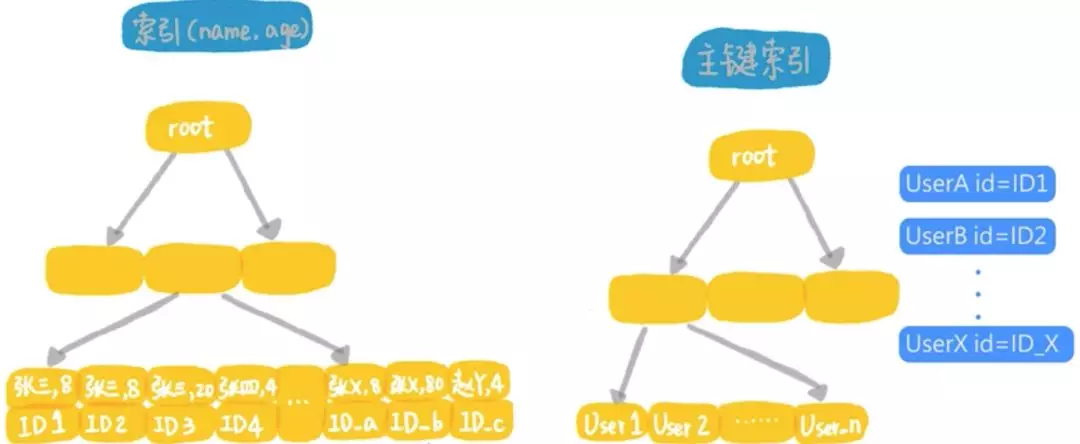 索引(name.age)
root
张三,8 张三,8 张三,20 张四,4 ... 张X,8 张X,80 赵Y,4
ID1 ID2 ID3 ID4 ID_a ID_b ID_c
主键索引
root
User1 User2 ...... User_n
UserA id=ID1
UserB id=ID2
UserX id=ID_X